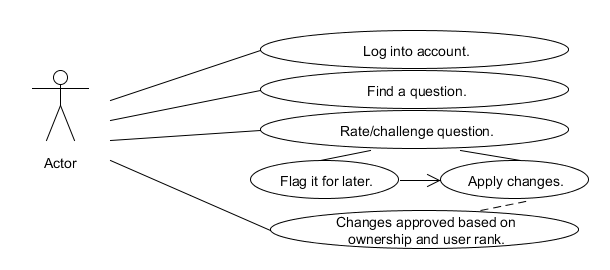 Log into account.
Find a question.
Rate/challenge question.
Actor
Flag it for later.
Apply changes.
Changes approved based on
ownership and user rank.